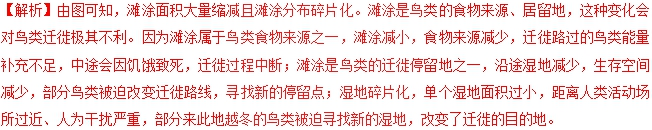 【解析】由图可知，滩涂面积大量缩减且滩涂分布碎片化。滩涂是鸟类的食物来源、居留地，这种变化会
对鸟类迁徙极其不利。因为滩涂属于鸟类食物来源之一，滩涂减小，食物来源减少，迁徙路过的鸟类能量
补充不足，中途会因饥饿致死，迁徙过程中断；滩涂是鸟类的迁徙停留地之一，沿途湿地减少，生存空间
减少，部分鸟类被迫改变迁徙路线，寻找新的停留点；湿地碎片化，单个湿地面积过小，距离人类活动场
所过近、人为干扰严重，部分来此地越冬的鸟类被迫寻找新的湿地，改变了迁徙的目的地。